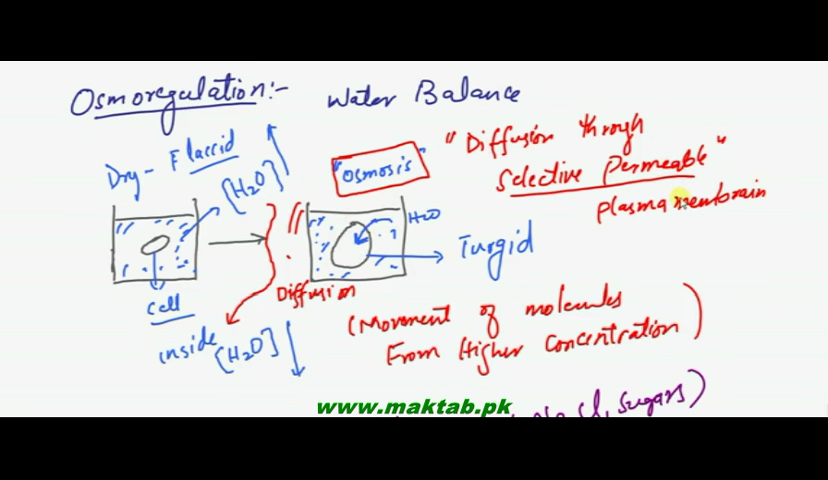 Osmoregulation:- Water Balance
Dry - Flaccid
[H2O]
"Osmosis"
"Diffusion through
Selective Permeable"
plasma membrain
H2O
Turgid
Cell
Diffusion
inside [H2O]
(Movement of molecules
From Higher Concentration)
www.maktab.pk
sugars)